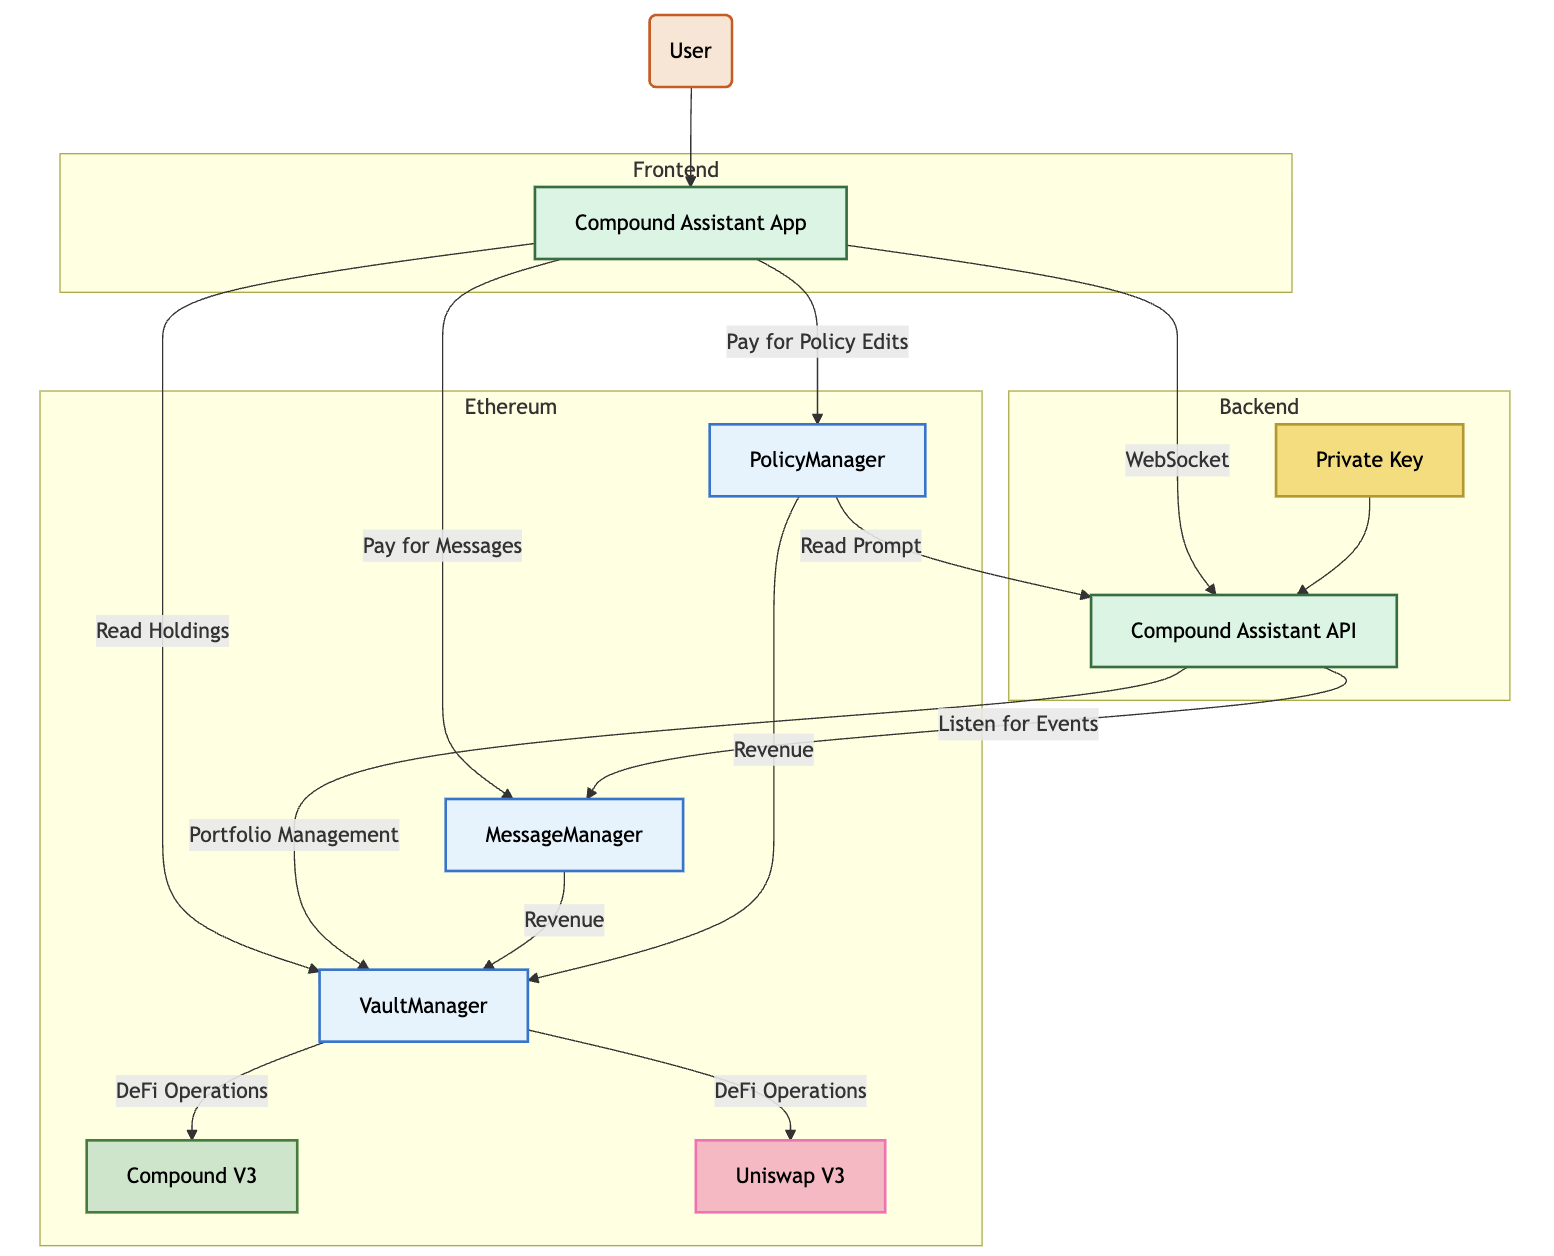 User
Frontend
Compound Assistant App
Pay for Policy Edits
Ethereum
Backend
PolicyManager
WebSocket
Private Key
Pay for Messages
Read Prompt
Read Holdings
Compound Assistant API
Listen for Events
Revenue
Portfolio Management
MessageManager
Revenue
VaultManager
DeFi Operations
DeFi Operations
Compound V3
Uniswap V3